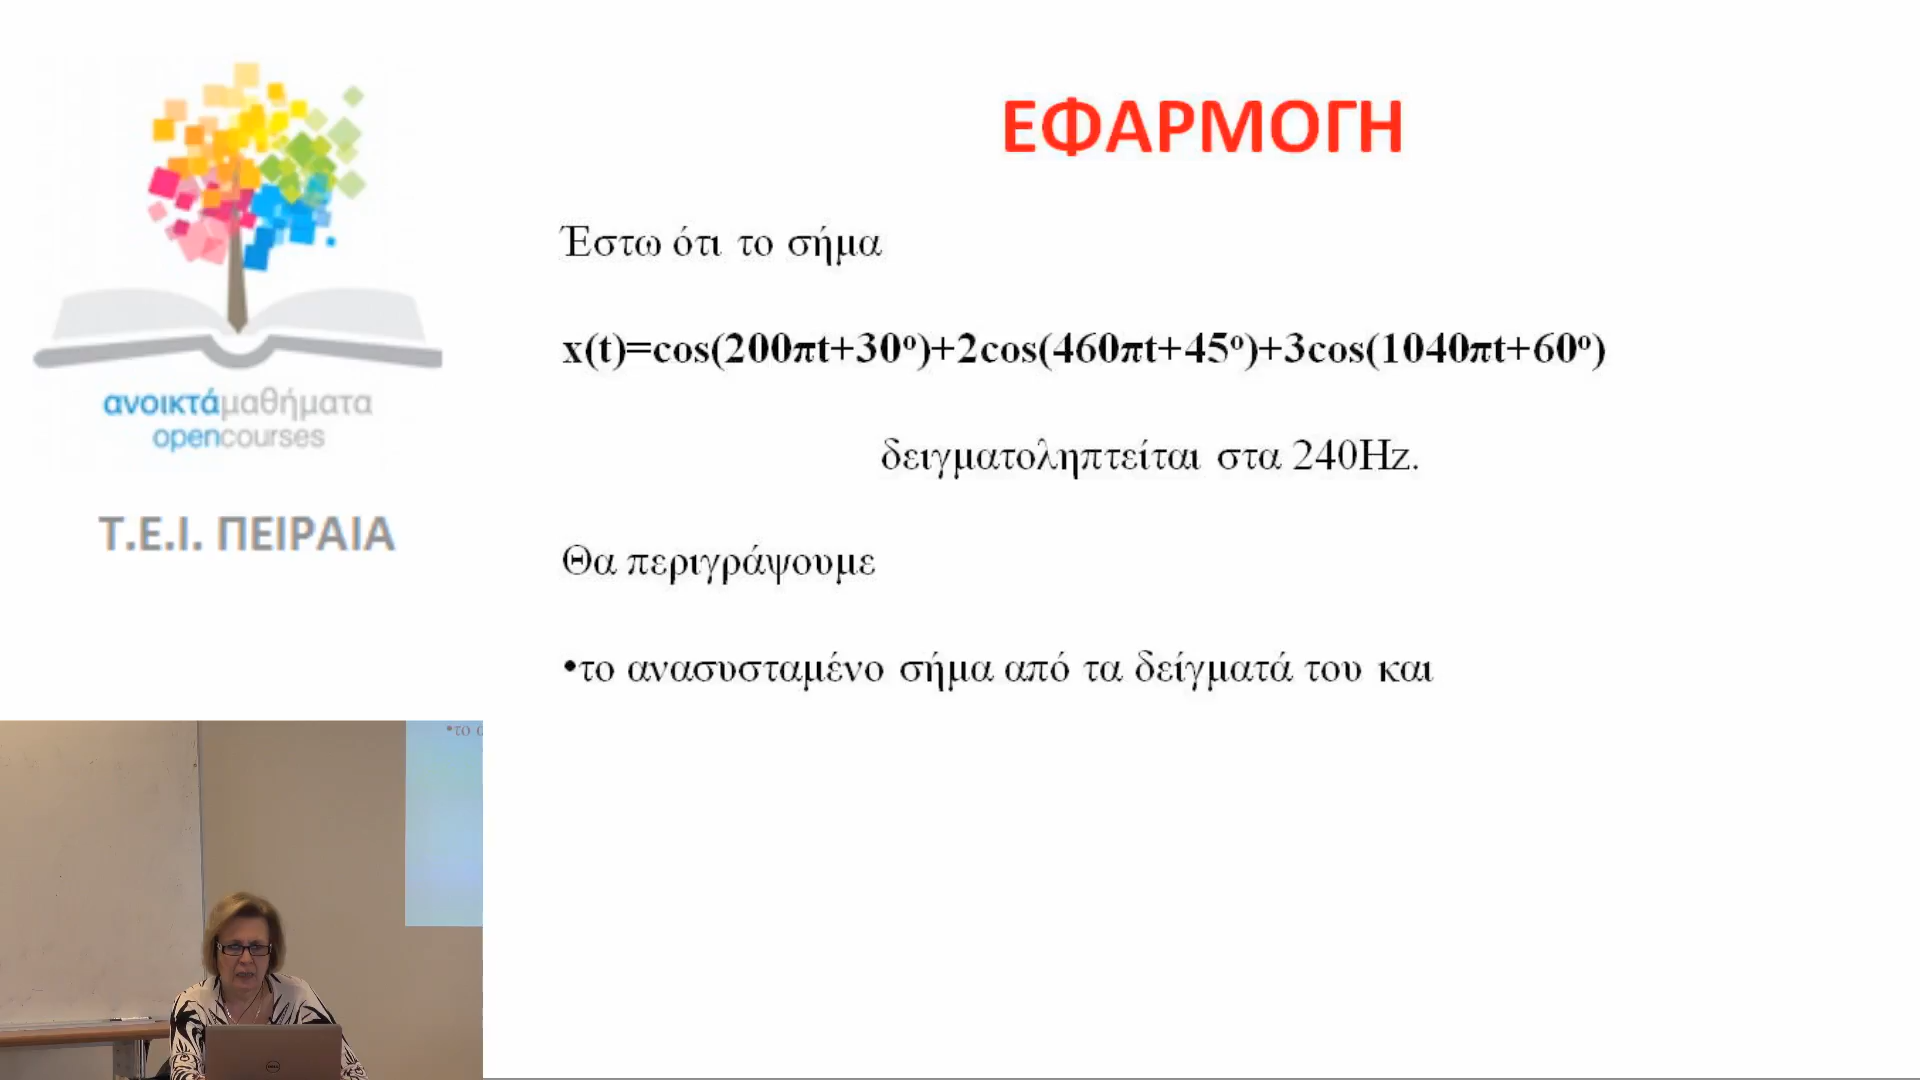 ΕΦΑΡΜΟΓΗ
Έστω ότι το σήμα
x(t)=cos(200πt+30ᵒ)+2cos(460πt+45ᵒ)+3cos(1040πt+60ᵒ)
δειγματοληπτείται στα 240Hz.
Θα περιγράψουμε
•το ανασυσταμένο σήμα από τα δείγματά του και
ανοικτάμαθήματα
opencourses
Τ.Ε.Ι. ΠΕΙΡΑΙΑ
•το